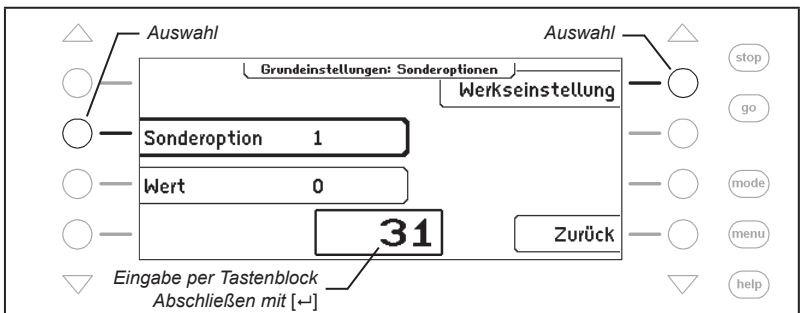 Auswahl
Auswahl
stop
Grundeinstellungen: Sonderoptionen
Werkseinstellung
go
Sonderoption 1
Wert 0
mode
31
Zurück
menu
Eingabe per Tastenblock
Abschließen mit [↵]
help